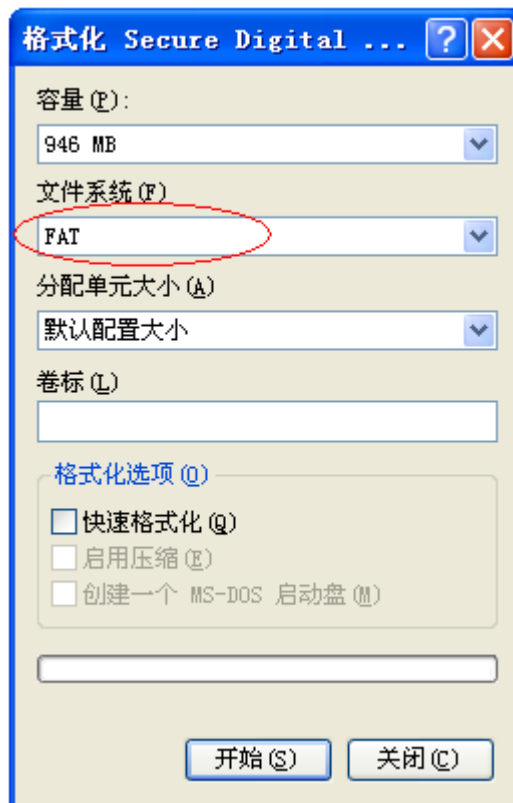 格式化 Secure Digital ...
容量(P):
946 MB
文件系统(F)
FAT
分配单元大小(A)
默认配置大小
卷标(L)
格式化选项(O)
快速格式化(Q)
启用压缩(E)
创建一个 MS-DOS 启动盘(M)
开始(S) 关闭(C)